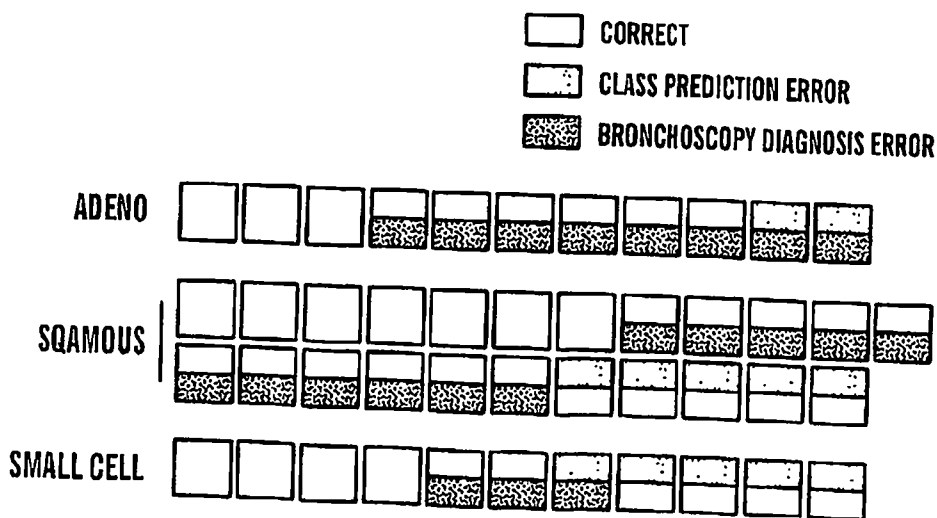 CORRECT
CLASS PREDICTION ERROR
BRONCHOSCOPY DIAGNOSIS ERROR
ADENO
SQAMOUS
SMALL CELL